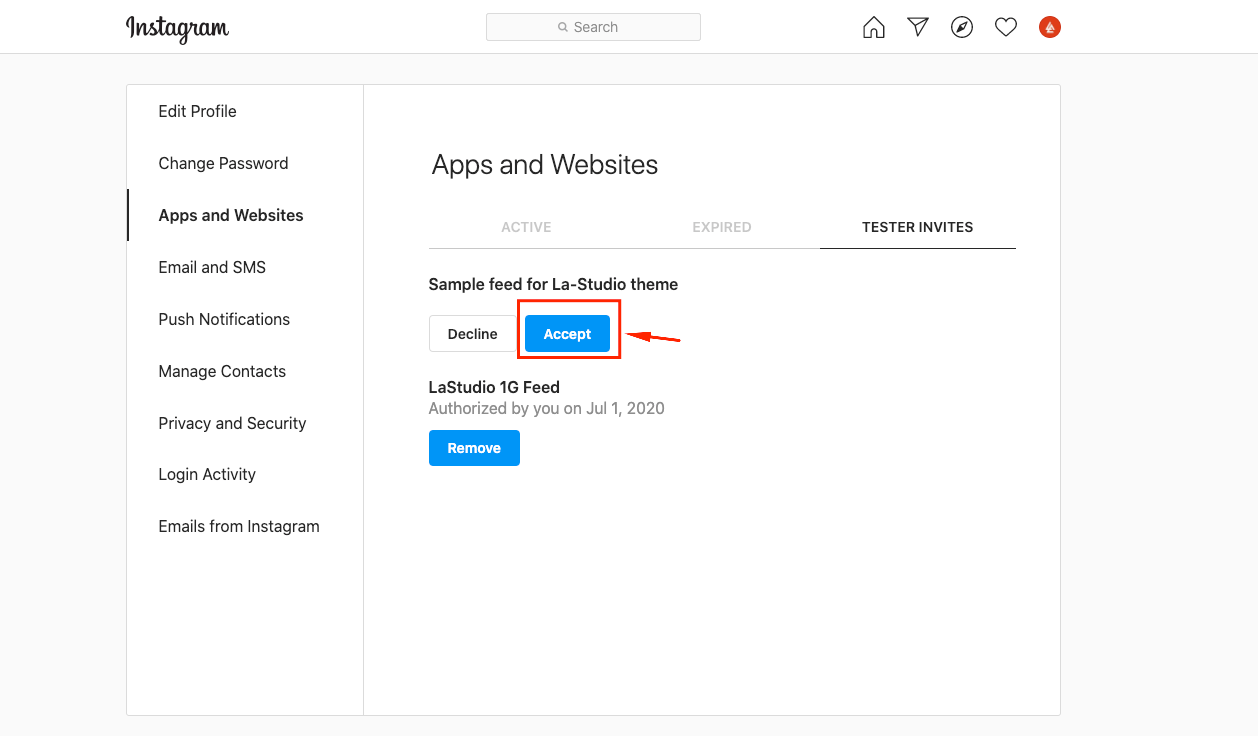 Instagram
Search
Edit Profile
Change Password
Apps and Websites
Email and SMS
Push Notifications
Manage Contacts
Privacy and Security
Login Activity
Emails from Instagram
Apps and Websites
ACTIVE EXPIRED TESTER INVITES
Sample feed for La-Studio theme
Decline Accept
LaStudio 1G Feed
Authorized by you on Jul 1, 2020
Remove